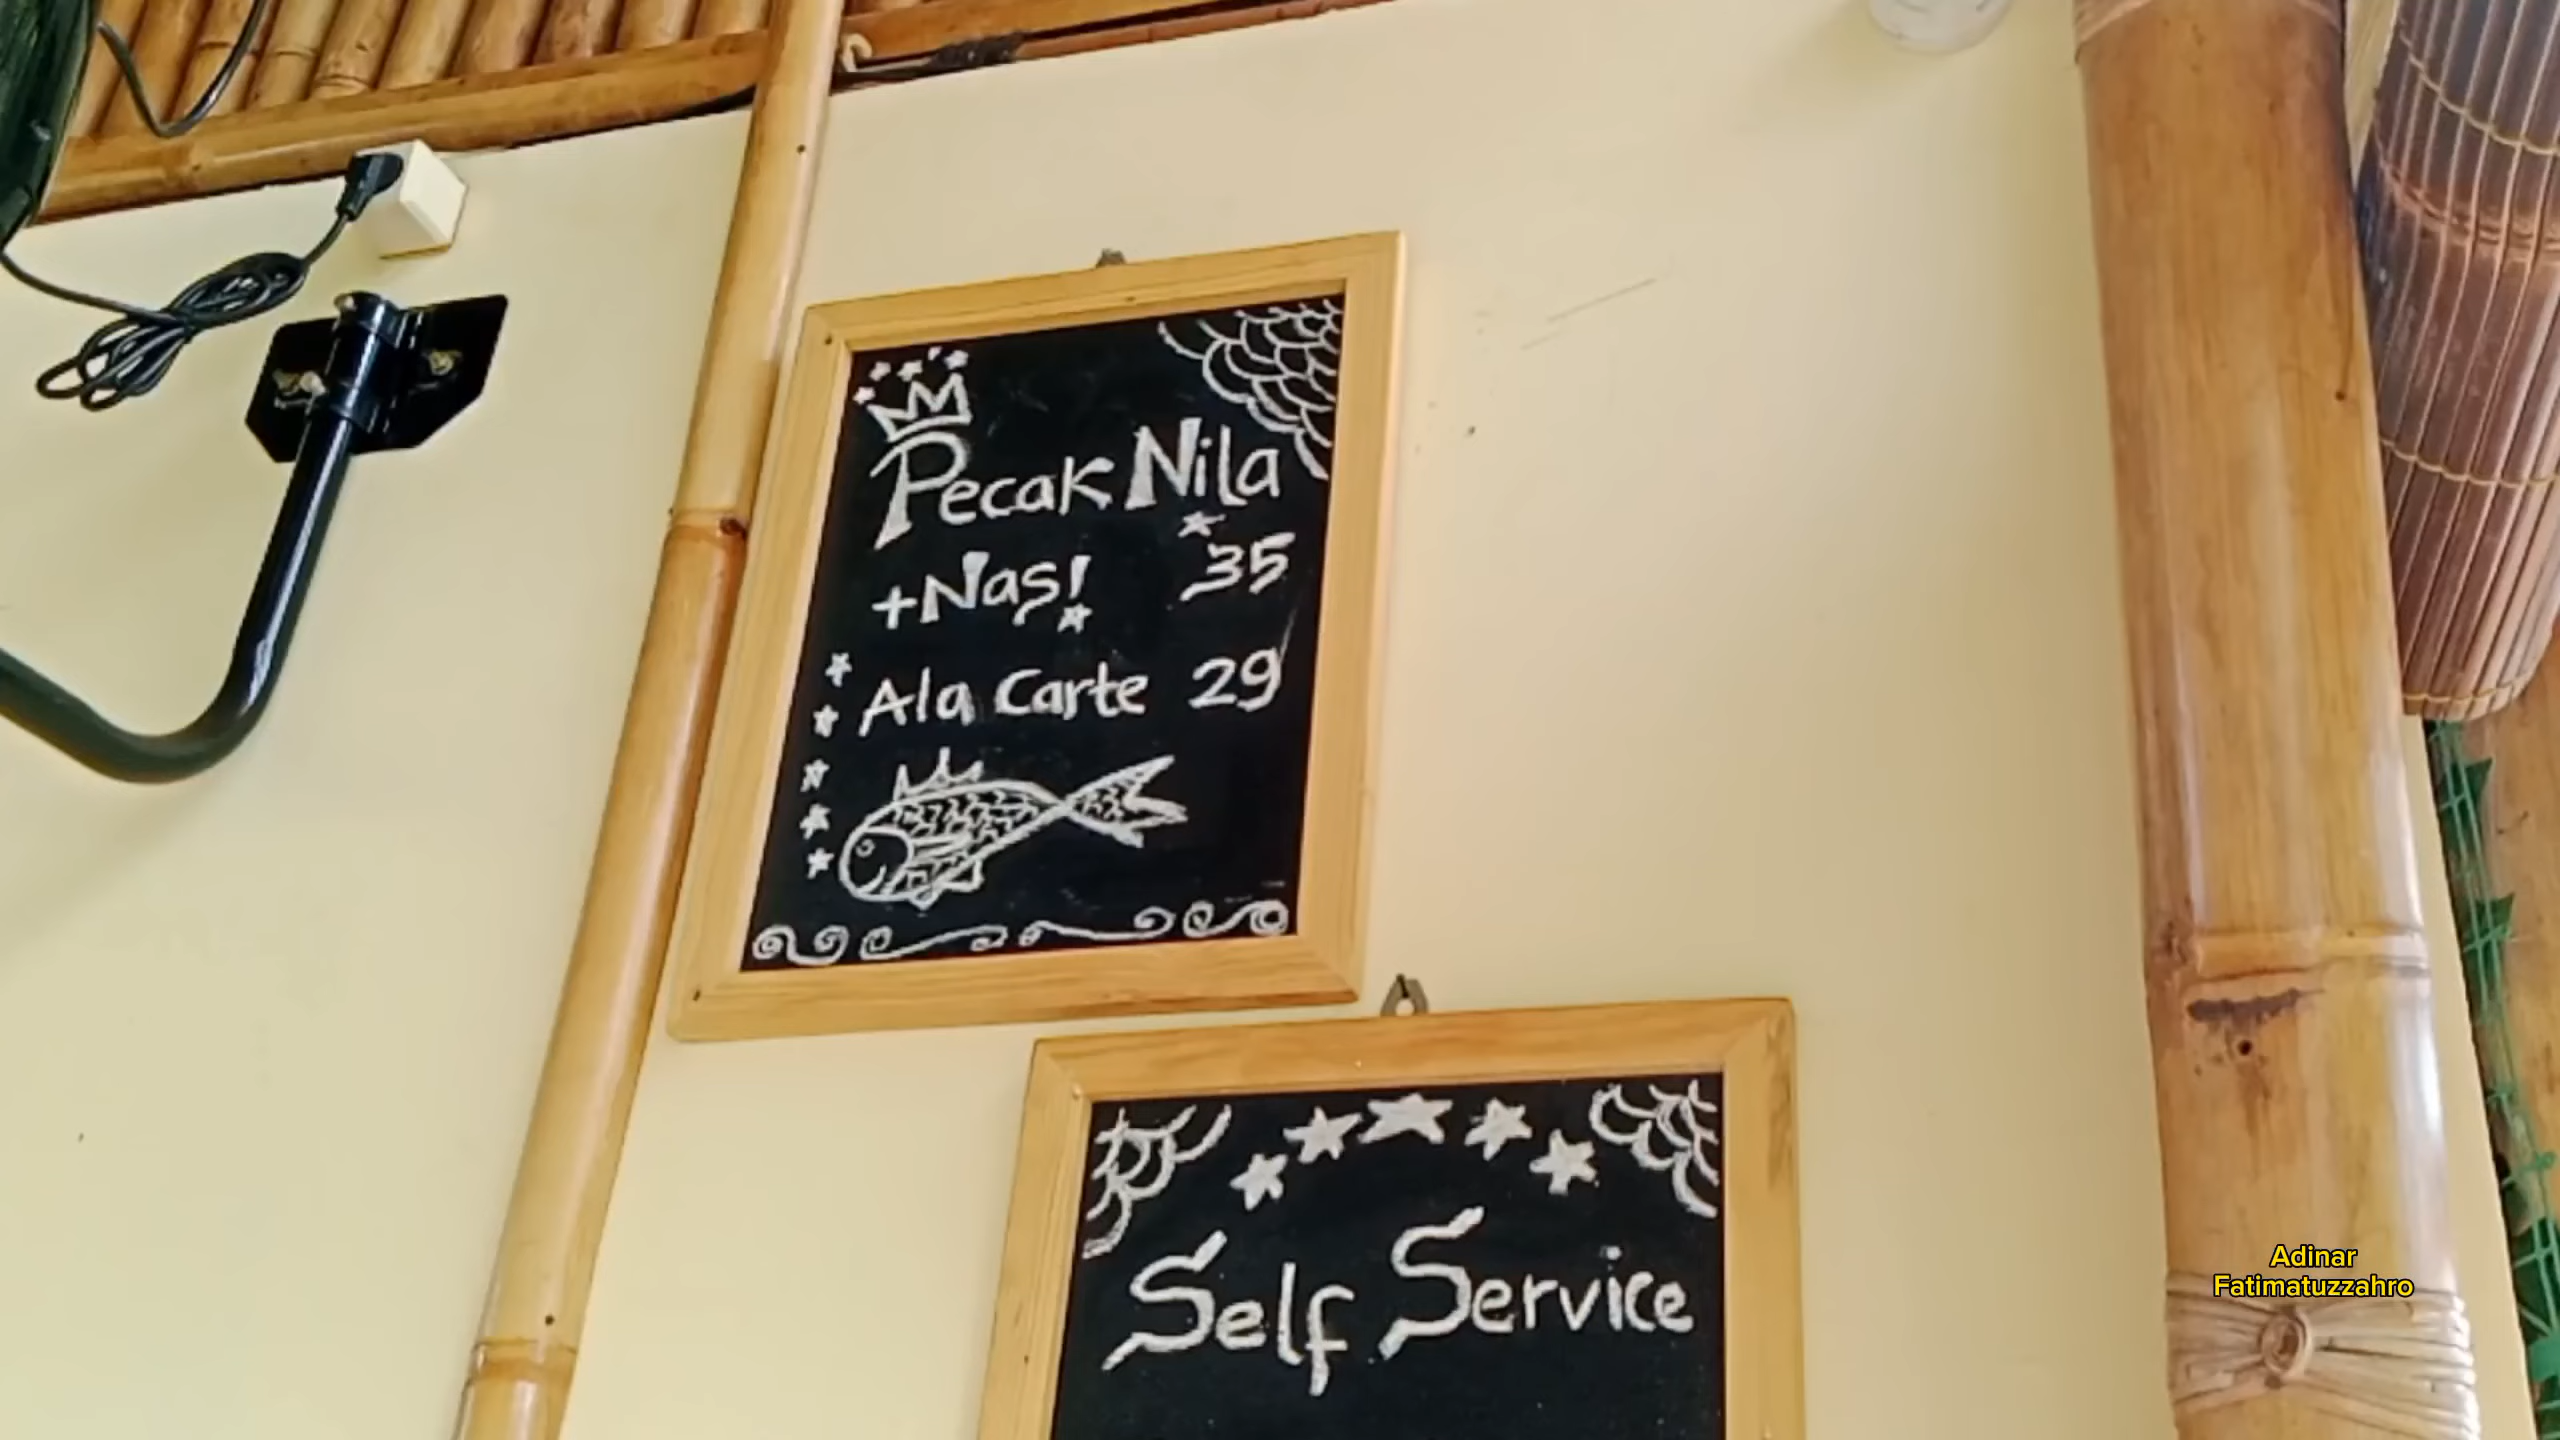 Pecak Nila
+Nasi 35
Ala Carte 29
Self Service
Adinar
Fatimatuzzahro